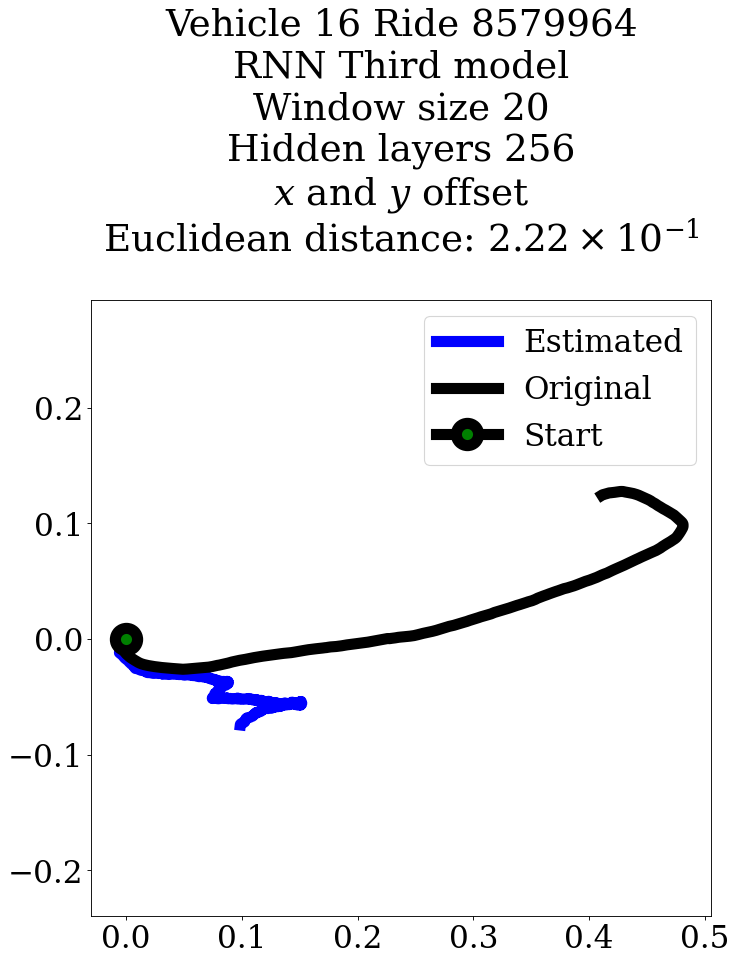 Vehicle 16 Ride 8579964
RNN Third model
Window size 20
Hidden layers 256
x and y offset
Euclidean distance: 2.22 × 10⁻¹
Estimated
Original
Start
0.2
0.1
0.0
−0.1
−0.2
0.0 0.1 0.2 0.3 0.4 0.5